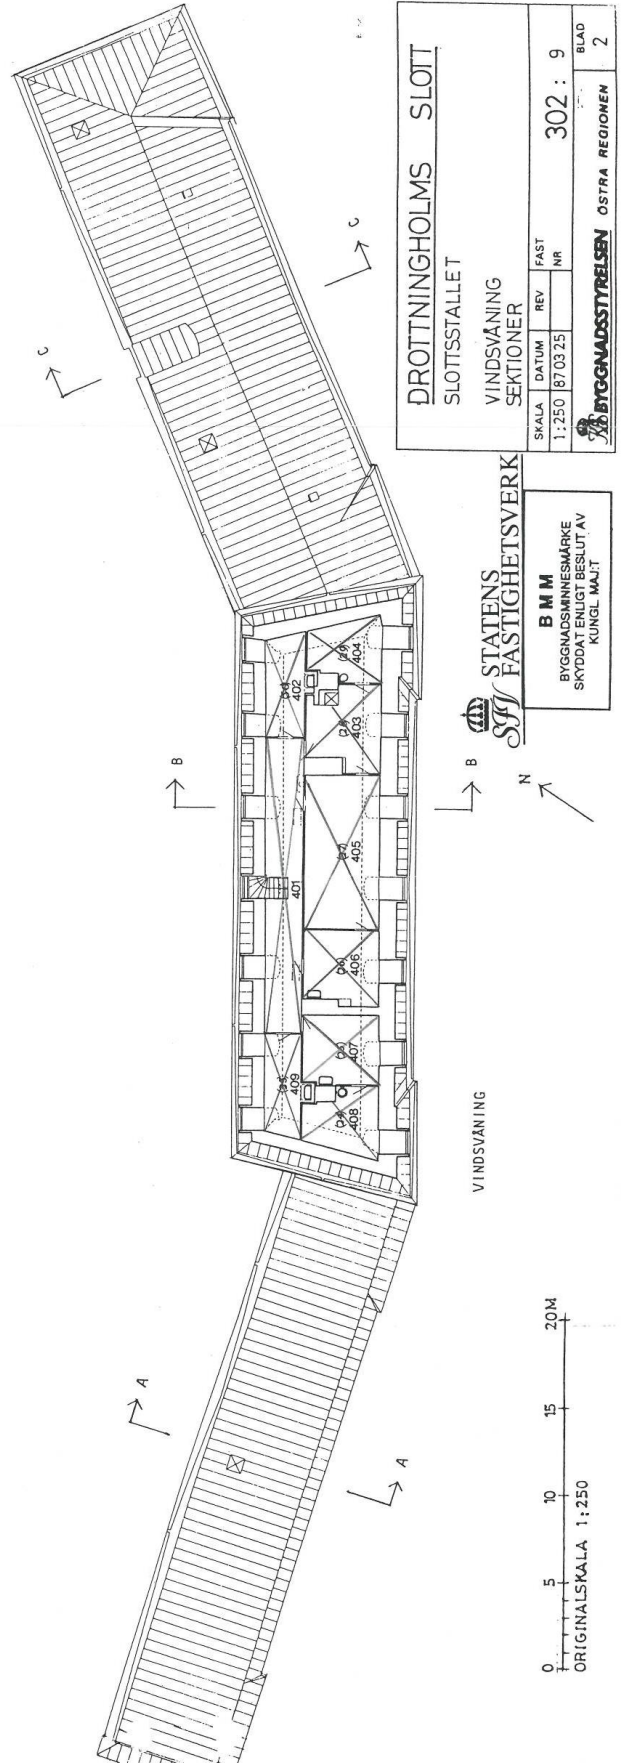 DROTTNINGHOLMS SLOTT
SLOTTSSTALLET
VINDSVÅNING
SEKTIONER
SKALA
DATUM
REV
FAST
NR
1:250
870325
302 : 9
BYGGNADSSTYRELSEN ÖSTRA REGIONEN
BLAD
2
STATENS
FASTIGHETSVERK
SFV
B M M
BYGGNADSMINNESMÄRKE
SKYDDAT ENLIGT BESLUT AV
KUNGL. MAJ:T
N
C
C
B
B
A
A
401
402
403
404
405
406
407
408
409
VINDSVÅNING
0 5 10 15 20M
ORIGINALSKALA 1:250